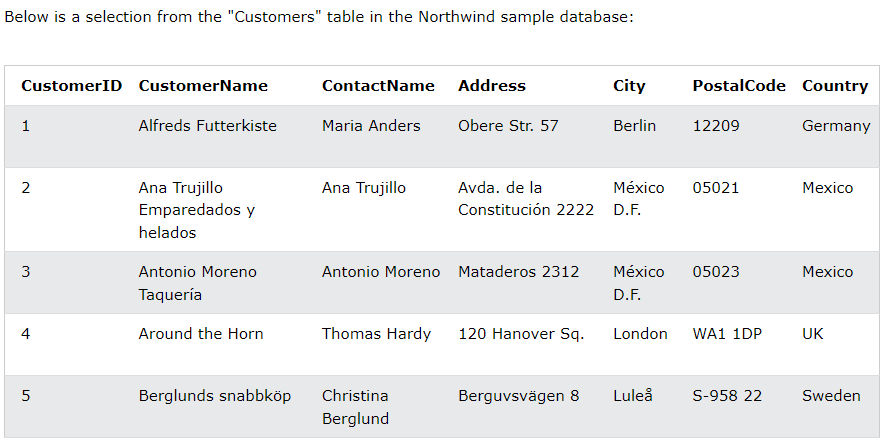 Below is a selection from the "Customers" table in the Northwind sample database:
CustomerID CustomerName ContactName Address City PostalCode Country
1 Alfreds Futterkiste Maria Anders Obere Str. 57 Berlin 12209 Germany
2 Ana Trujillo Ana Trujillo Avda. de la México 05021 Mexico
Emparedados y Constitución 2222 D.F.
helados
3 Antonio Moreno Antonio Moreno Mataderos 2312 México 05023 Mexico
Taquería D.F.
4 Around the Horn Thomas Hardy 120 Hanover Sq. London WA1 1DP UK
5 Berglunds snabbköp Christina Berguvsvägen 8 Luleå S-958 22 Sweden
Berglund